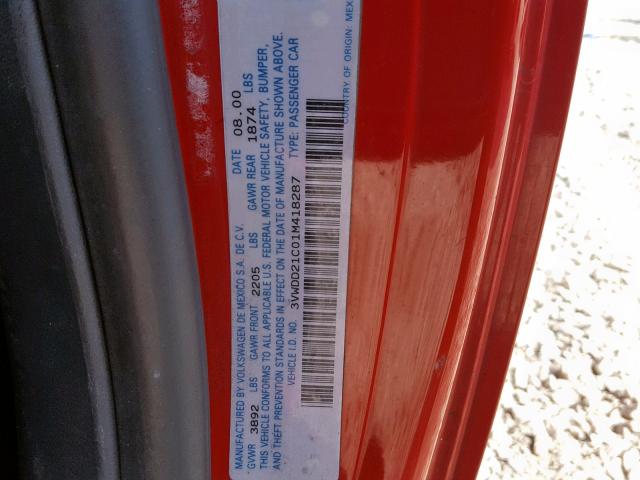 MANUFACTURED BY VOLKSWAGEN DE MEXICO S.A. DE C.V. DATE 08.00
GVWR 3892 LBS GAWR FRONT 2205 LBS GAWR REAR 1874 LBS
THIS VEHICLE CONFORMS TO ALL APPLICABLE U.S. FEDERAL MOTOR VEHICLE SAFETY, BUMPER,
AND THEFT PREVENTION STANDARDS IN EFFECT ON THE DATE OF MANUFACTURE SHOWN ABOVE.
VEHICLE I.D. NO. 3VWDD21C01M418287 TYPE: PASSENGER CAR
COUNTRY OF ORIGIN: MEX